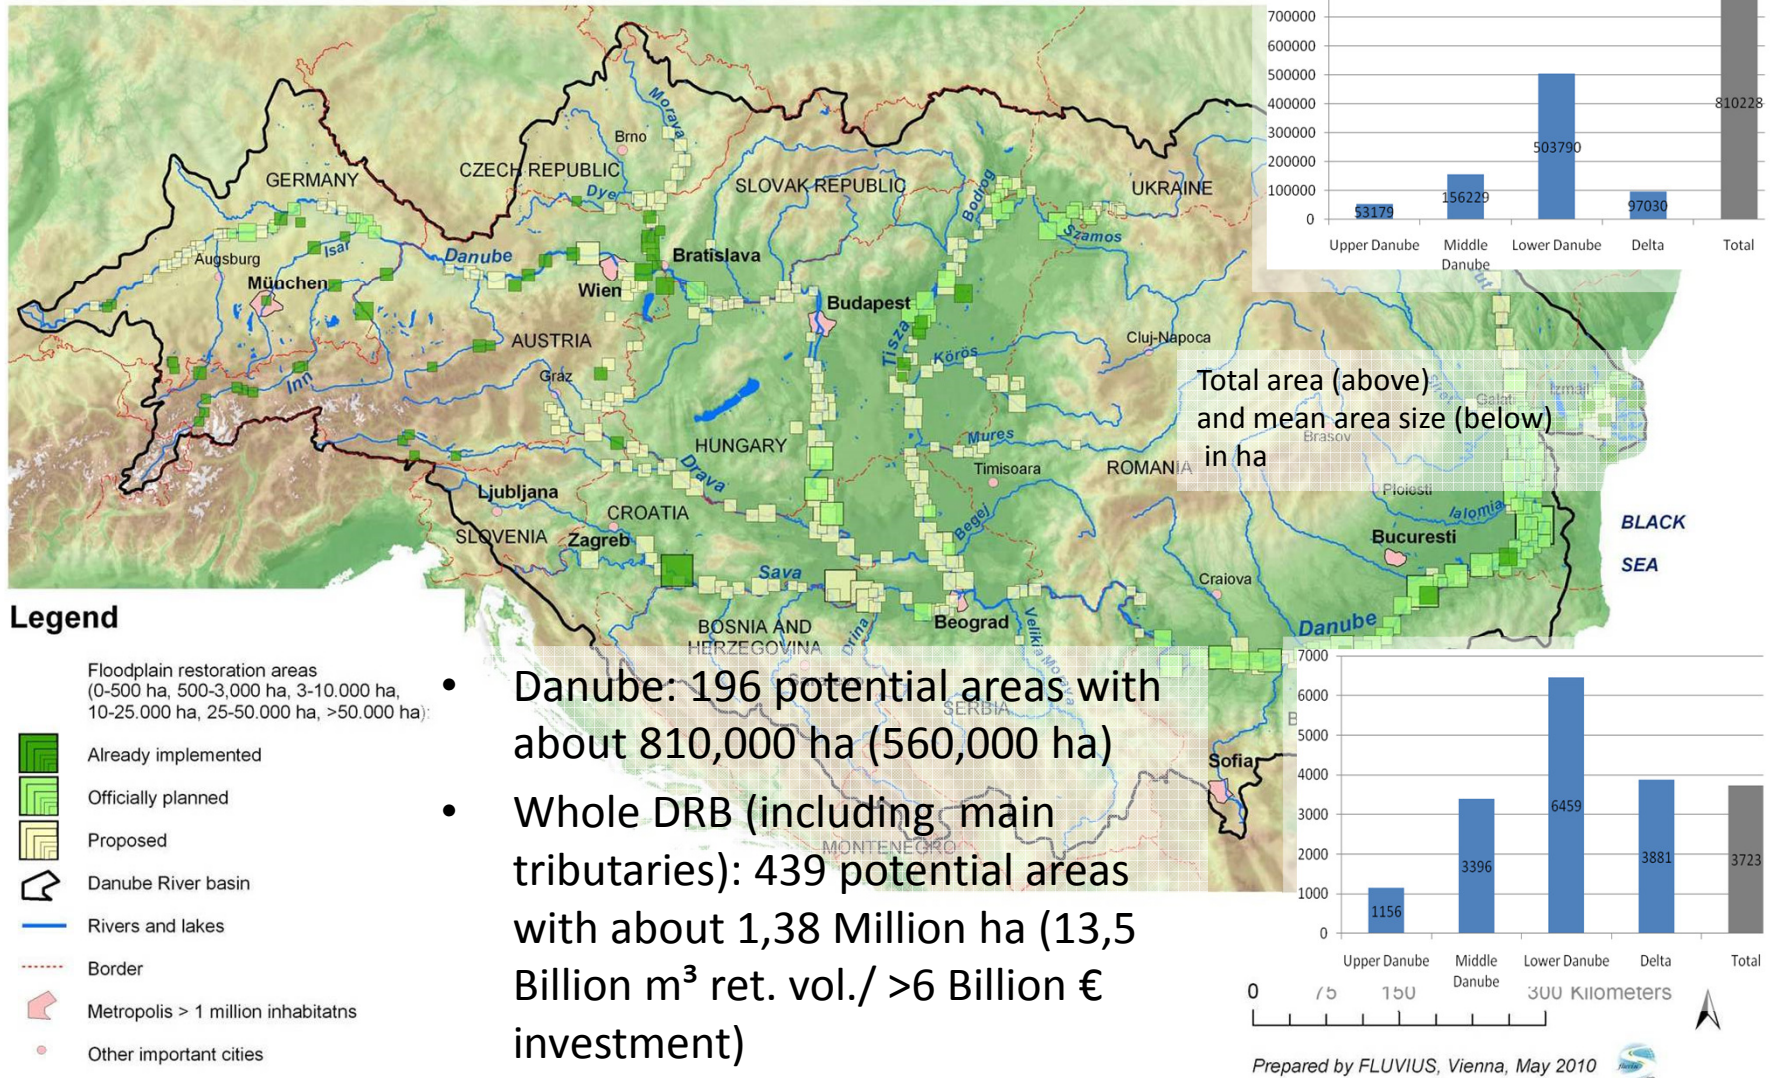 700000
600000
500000
400000
300000
200000
100000
0
53179
156229
503790
97030
810228
Upper Danube
Middle
Danube
Lower Danube
Delta
Total
Morava
Brno
CZECH REPUBLIC
Dye
GERMANY
SLOVAK REPUBLIC
Bodrog
UKRAINE
Szamos
Augsburg
Isar
Danube
Bratislava
München
Wien
Budapest
AUSTRIA
Tisza
Körös
Cluj-Napoca
Graz
Inn
Total area (above)
and mean area size (below)
in ha
Galati
Izmail
Brasov
HUNGARY
Mures
Timisoara
ROMANIA
Drava
Ploiesti
Ialomia
Ljubljana
CROATIA
Begej
Bucuresti
BLACK
SEA
SLOVENIA
Zagreb
Sava
Craiova
Danube
BOSNIA AND
HERZEGOVINA
Drina
Beograd
Velika Morava
SERBIA
MONTENEGRO
Sofia
Legend
Floodplain restoration areas
(0-500 ha, 500-3,000 ha, 3-10.000 ha,
10-25.000 ha, 25-50.000 ha, >50.000 ha):
Already implemented
Officially planned
Proposed
Danube River basin
Rivers and lakes
Border
Metropolis > 1 million inhabitatns
Other important cities
• Danube: 196 potential areas with
about 810,000 ha (560,000 ha)
• Whole DRB (including main
tributaries): 439 potential areas
with about 1,38 Million ha (13,5
Billion m³ ret. vol./ >6 Billion €
investment)
7000
6000
5000
4000
3000
2000
1000
0
1156
3396
6459
3881
3723
Upper Danube
Middle
Danube
Lower Danube
Delta
Total
0 75 150 300 Kilometers
Prepared by FLUVIUS, Vienna, May 2010